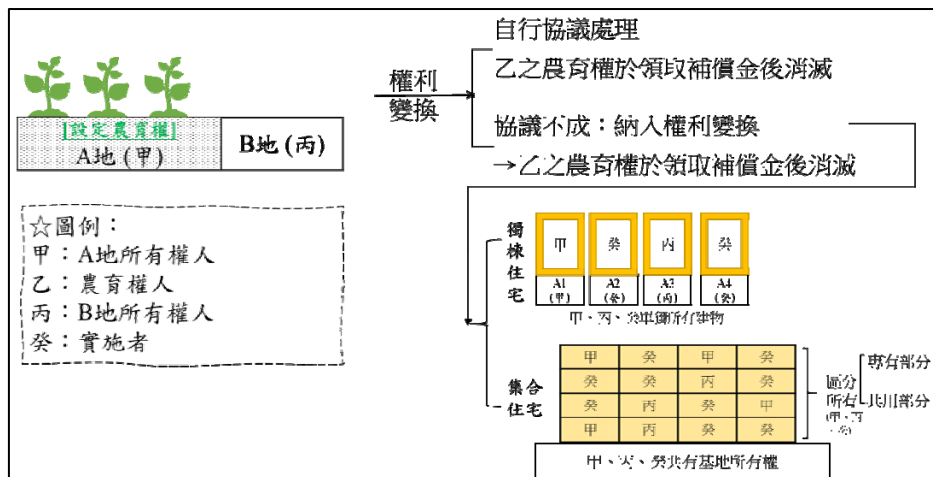 [設定農育權]
A地 (甲)
B地 (丙)
權利
變換
自行協議處理
乙之農育權於領取補償金後消滅
協議不成：納入權利變換
→乙之農育權於領取補償金後消滅
☆圖例：
甲：A地所有權人
乙：農育權人
丙：B地所有權人
癸：實施者
獨棟住宅
甲 癸 丙 癸
A1 A2 A3 A4
(甲) (癸) (丙) (癸)
甲、丙、癸單獨所有建物
集合
住宅
甲 癸 甲 癸
癸 癸 丙 癸
癸 丙 癸 甲
甲 丙 癸 癸
區分
所有
(甲、丙
、癸)
專有部分
共用部分
甲、丙、癸共有基地所有權